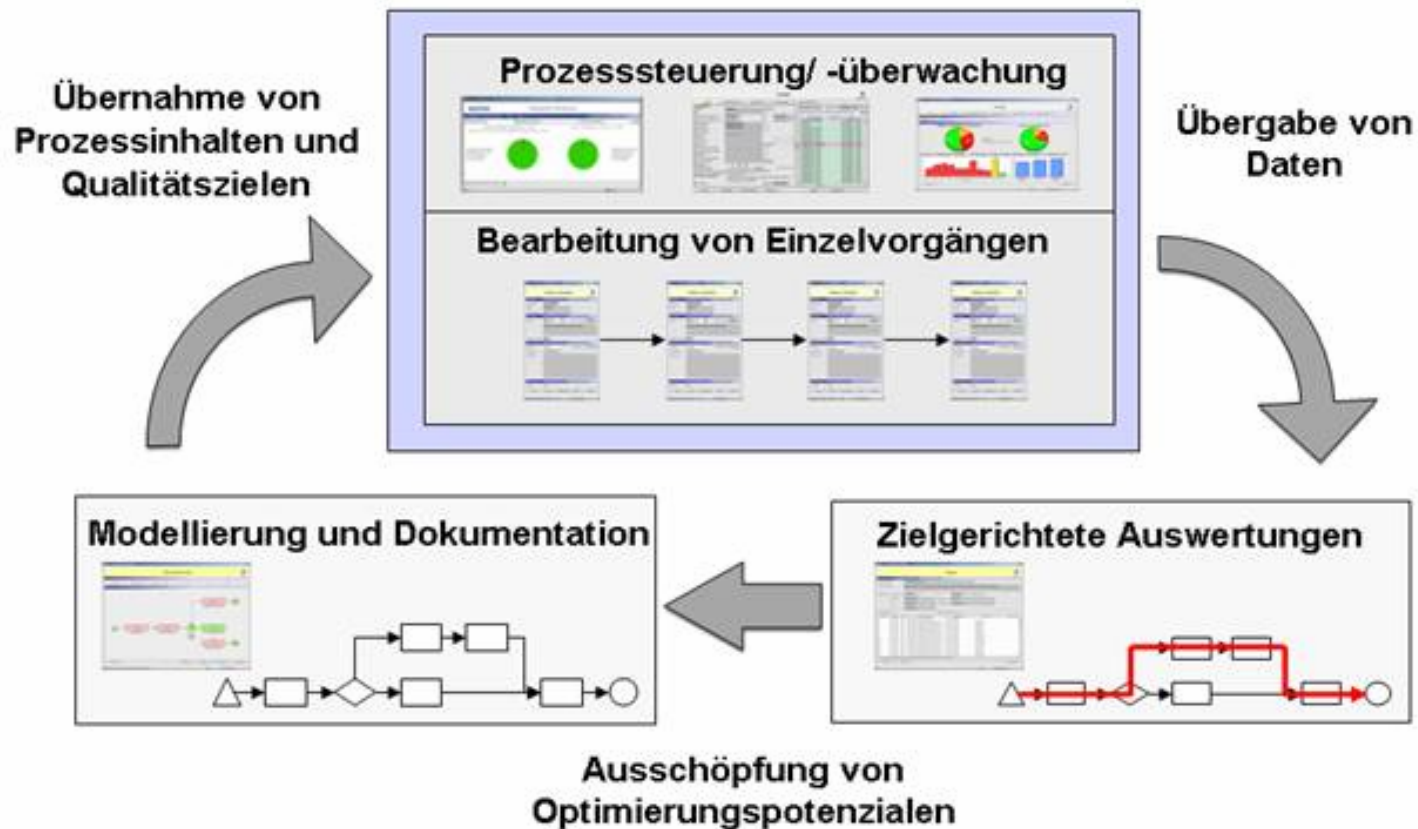 Prozesssteuerung/ -überwachung
Übernahme von
Prozessinhalten und
Qualitätszielen
Übergabe von
Daten
Bearbeitung von Einzelvorgängen
Modellierung und Dokumentation
Zielgerichtete Auswertungen
Ausschöpfung von
Optimierungspotenzialen